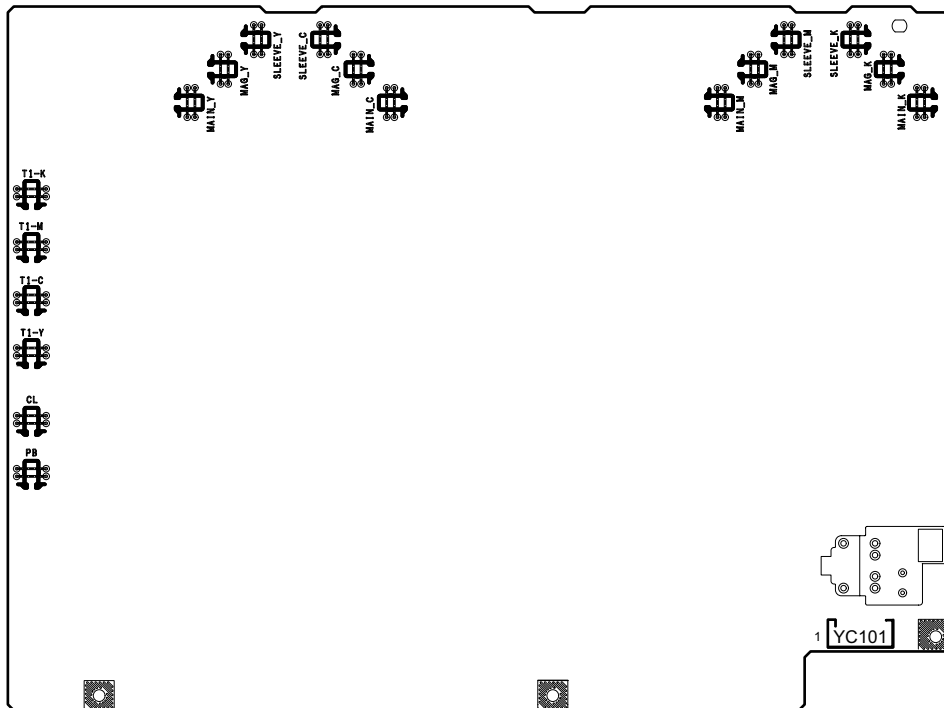 SLEEVE_Y
SLEEVE_C
MAG_Y
MAG_C
MAIN_Y
MAIN_C
SLEEVE_M
SLEEVE_K
MAG_M
MAG_K
MAIN_M
MAIN_K
T1-K
T1-M
T1-C
T1-Y
CL
PB
1 YC101